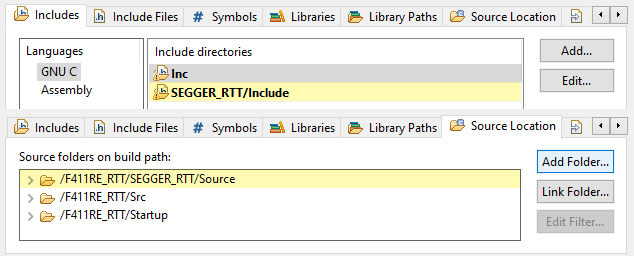 Includes Include Files Symbols Libraries Library Paths Source Location
Languages Include directories Add...
GNU C Inc
Edit...
Assembly SEGGER_RTT/Include
Includes Include Files Symbols Libraries Library Paths Source Location
Source folders on build path: Add Folder...
/F411RE_RTT/SEGGER_RTT/Source
/F411RE_RTT/Src Link Folder...
/F411RE_RTT/Startup Edit Filter...